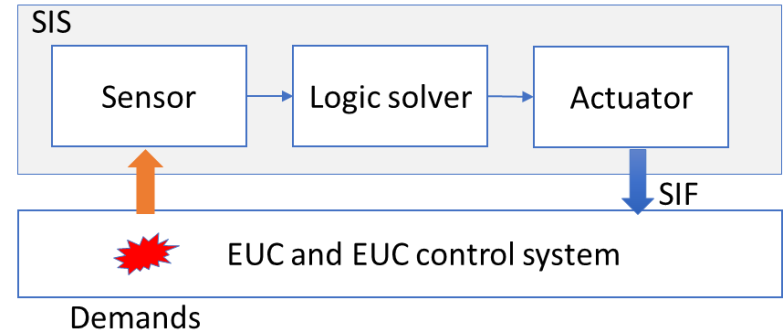 SIS
Sensor
Logic solver
Actuator
SIF
EUC and EUC control system
Demands